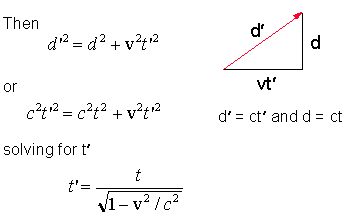 Then
d′² = d² + v²t′²
or
c²t′² = c²t² + v²t′²
solving for t′
t′ = t / √(1 – v² / c²)
d′
d
vt′
d′ = ct′ and d = ct